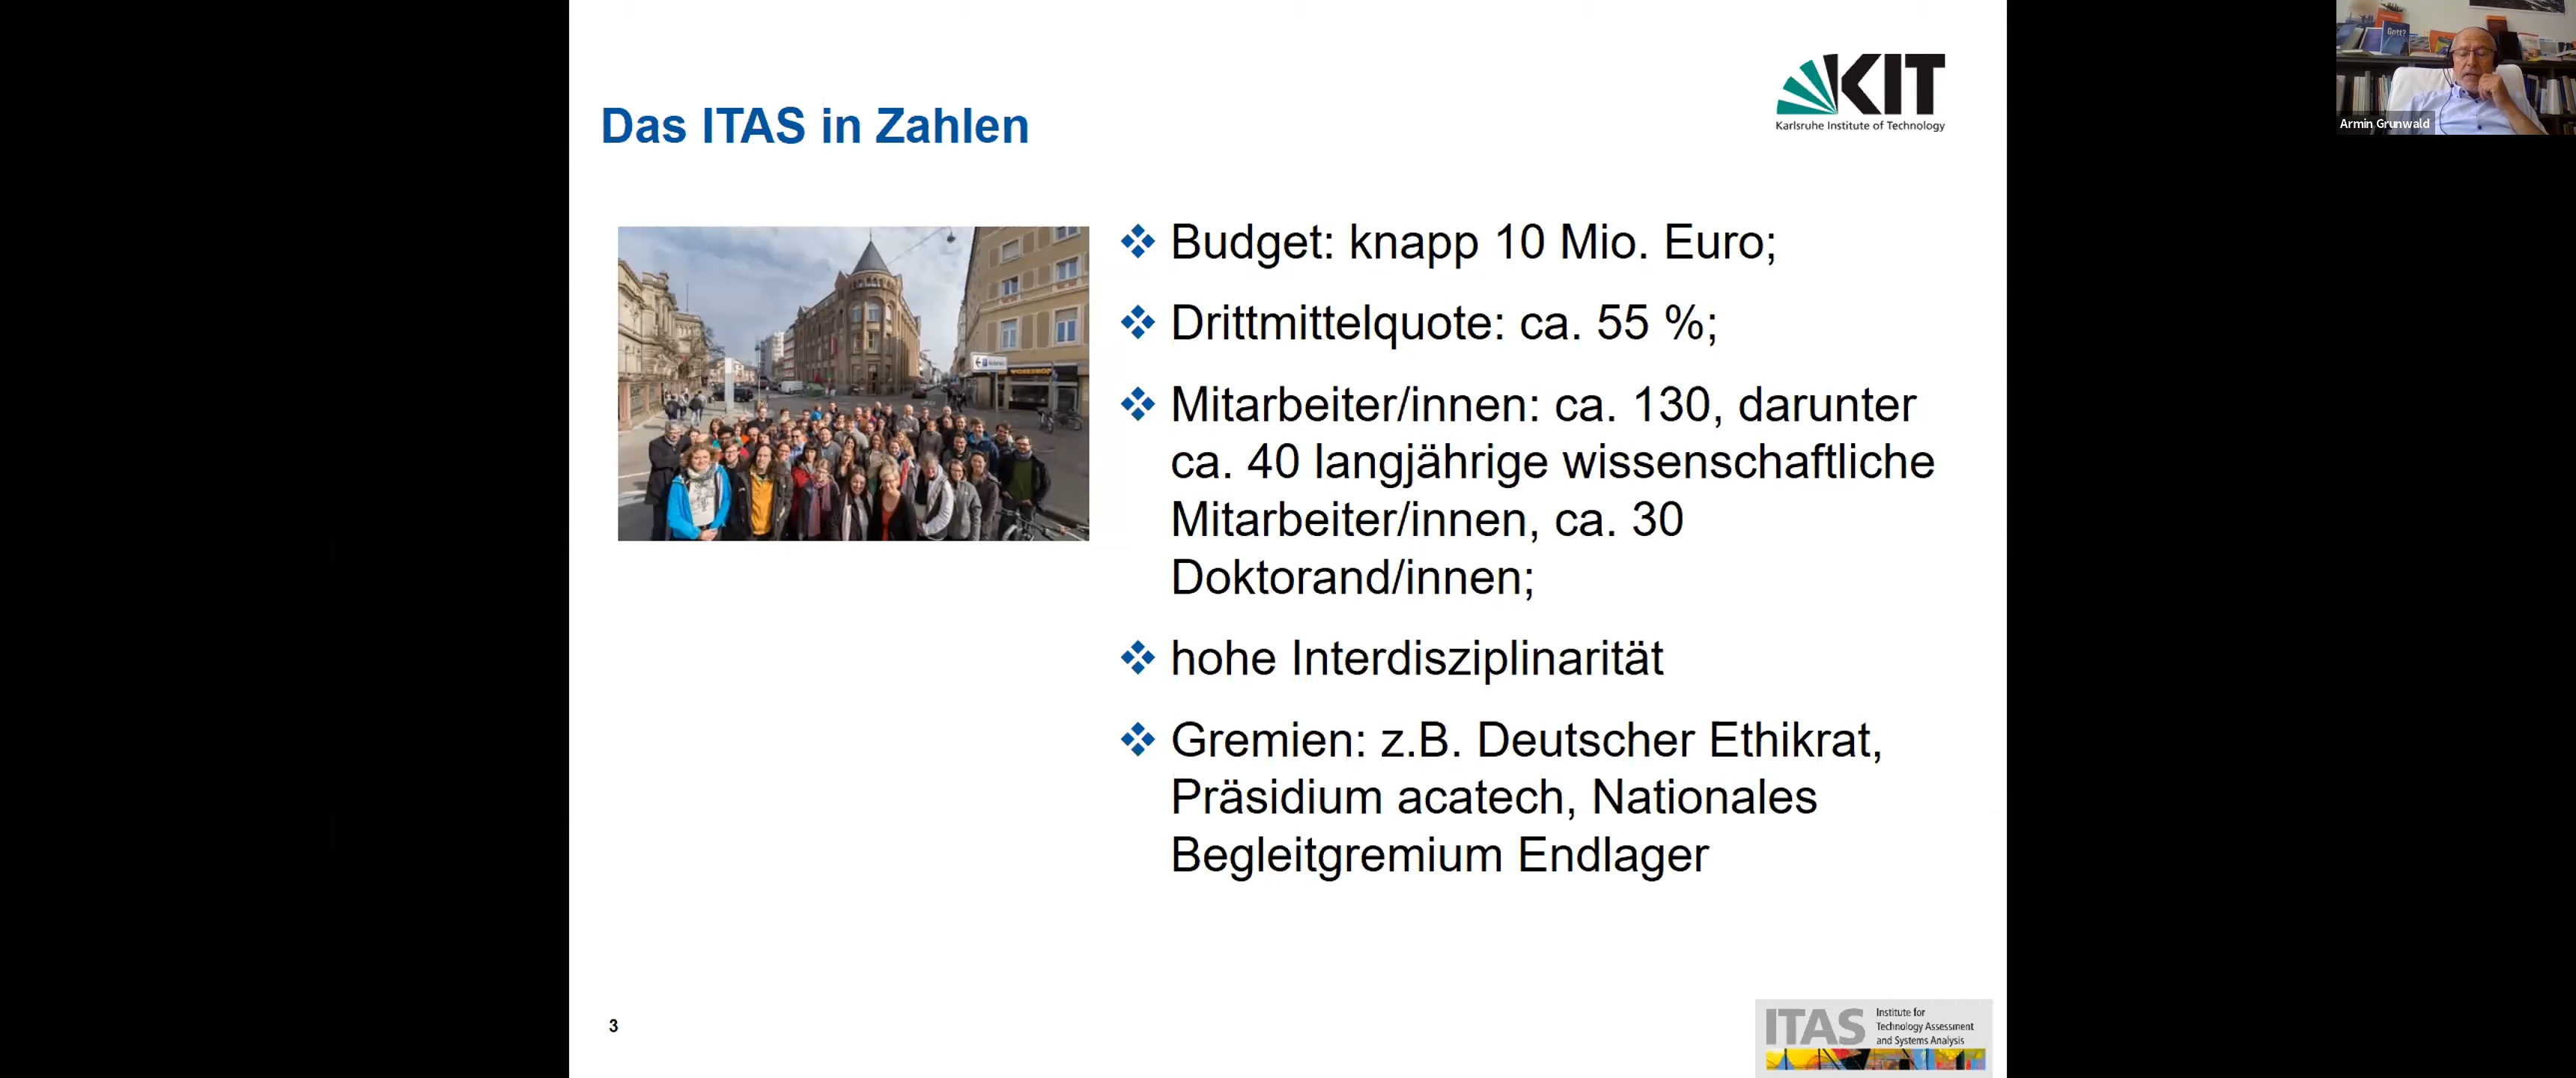 Das ITAS in Zahlen
KIT
Karlsruhe Institute of Technology
Gott?
Armin Grunwald
Budget: knapp 10 Mio. Euro;
Drittmittelquote: ca. 55 %;
Mitarbeiter/innen: ca. 130, darunter
ca. 40 langjährige wissenschaftliche
Mitarbeiter/innen, ca. 30
Doktorand/innen;
hohe Interdisziplinarität
Gremien: z.B. Deutscher Ethikrat,
Präsidium acatech, Nationales
Begleitgremium Endlager
3
ITAS
Institute for
Technology Assessment
and Systems Analysis